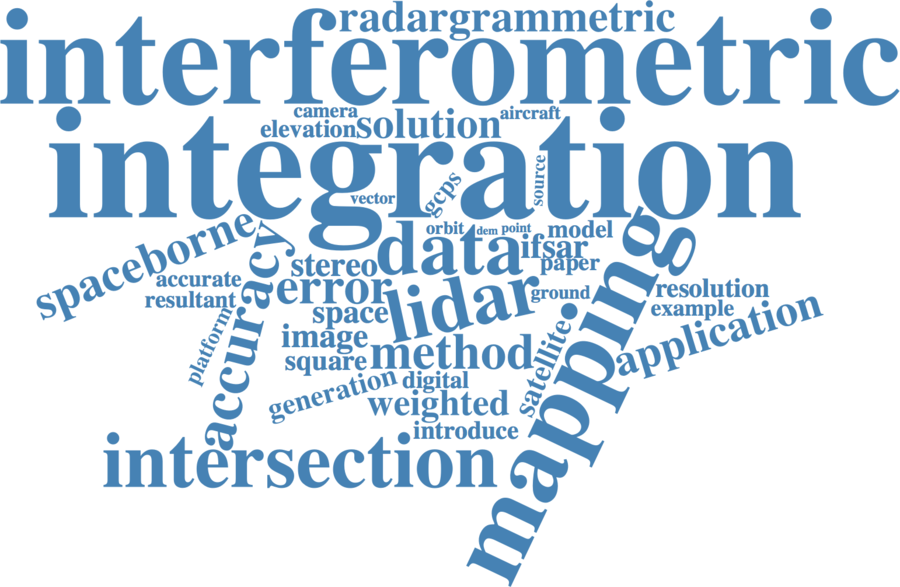 radargrammetric
interferometric
camera
aircraft
elevation
solution
integration
source
vector
gcps
orbit
dem
point
model
spaceborne
accuracy
data
ifsar
paper
stereo
mapping
accurate
resultant
error
lidar
ground
resolution
example
space
platform
image
square
method
satellite
application
generation
digital
weighted
introduce
intersection